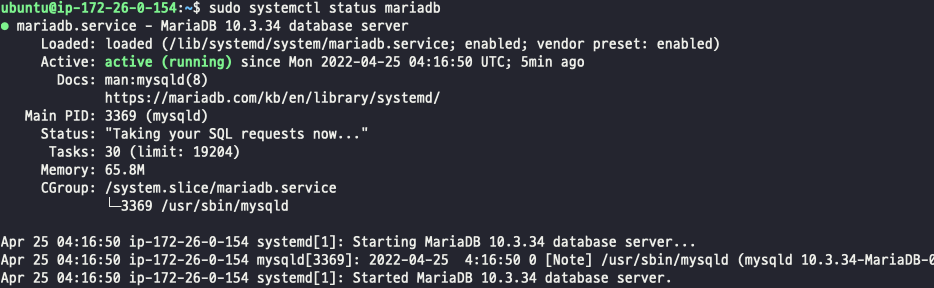 ubuntu@ip-172-26-0-154:~$ sudo systemctl status mariadb
● mariadb.service - MariaDB 10.3.34 database server
Loaded: loaded (/lib/systemd/system/mariadb.service; enabled; vendor preset: enabled)
Active: active (running) since Mon 2022-04-25 04:16:50 UTC; 5min ago
Docs: man:mysqld(8)
https://mariadb.com/kb/en/library/systemd/
Main PID: 3369 (mysqld)
Status: "Taking your SQL requests now..."
Tasks: 30 (limit: 19204)
Memory: 65.8M
CGroup: /system.slice/mariadb.service
└─3369 /usr/sbin/mysqld
Apr 25 04:16:50 ip-172-26-0-154 systemd[1]: Starting MariaDB 10.3.34 database server...
Apr 25 04:16:50 ip-172-26-0-154 mysqld[3369]: 2022-04-25  4:16:50 0 [Note] /usr/sbin/mysqld (mysqld 10.3.34-MariaDB-0
Apr 25 04:16:50 ip-172-26-0-154 systemd[1]: Started MariaDB 10.3.34 database server.